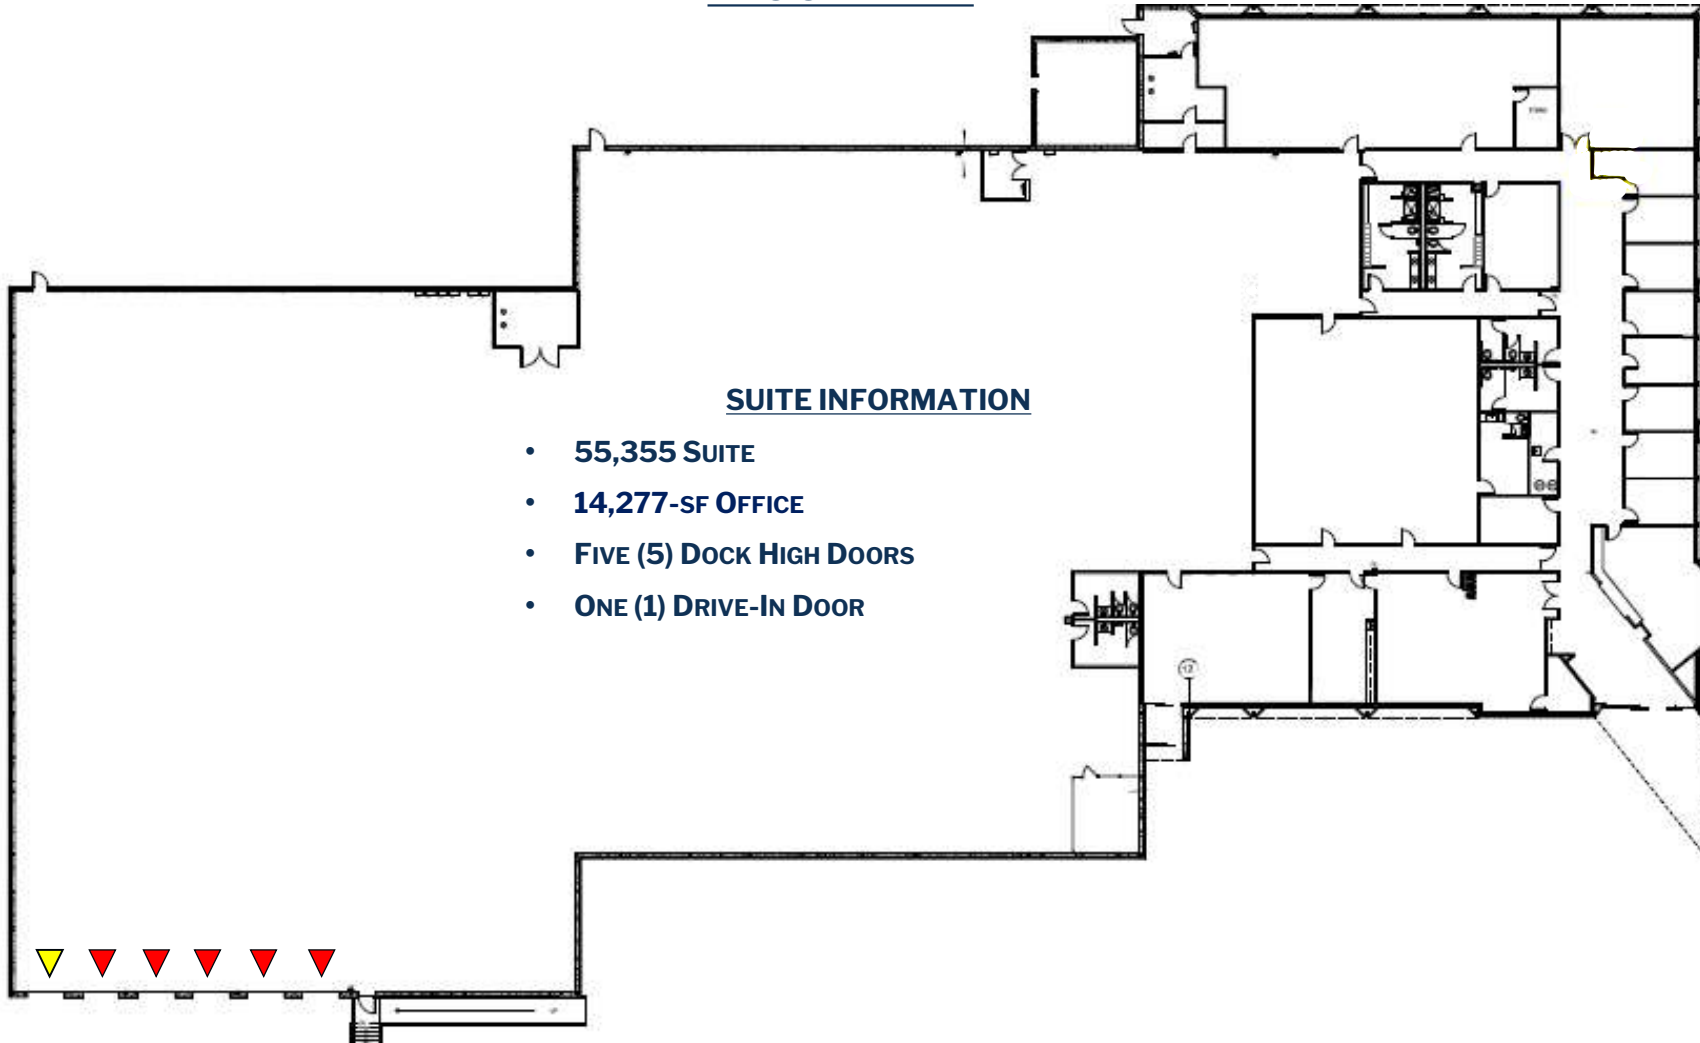 SUITE INFORMATION
• 55,355 SUITE
• 14,277-SF OFFICE
• FIVE (5) DOCK HIGH DOORS
• ONE (1) DRIVE-IN DOOR